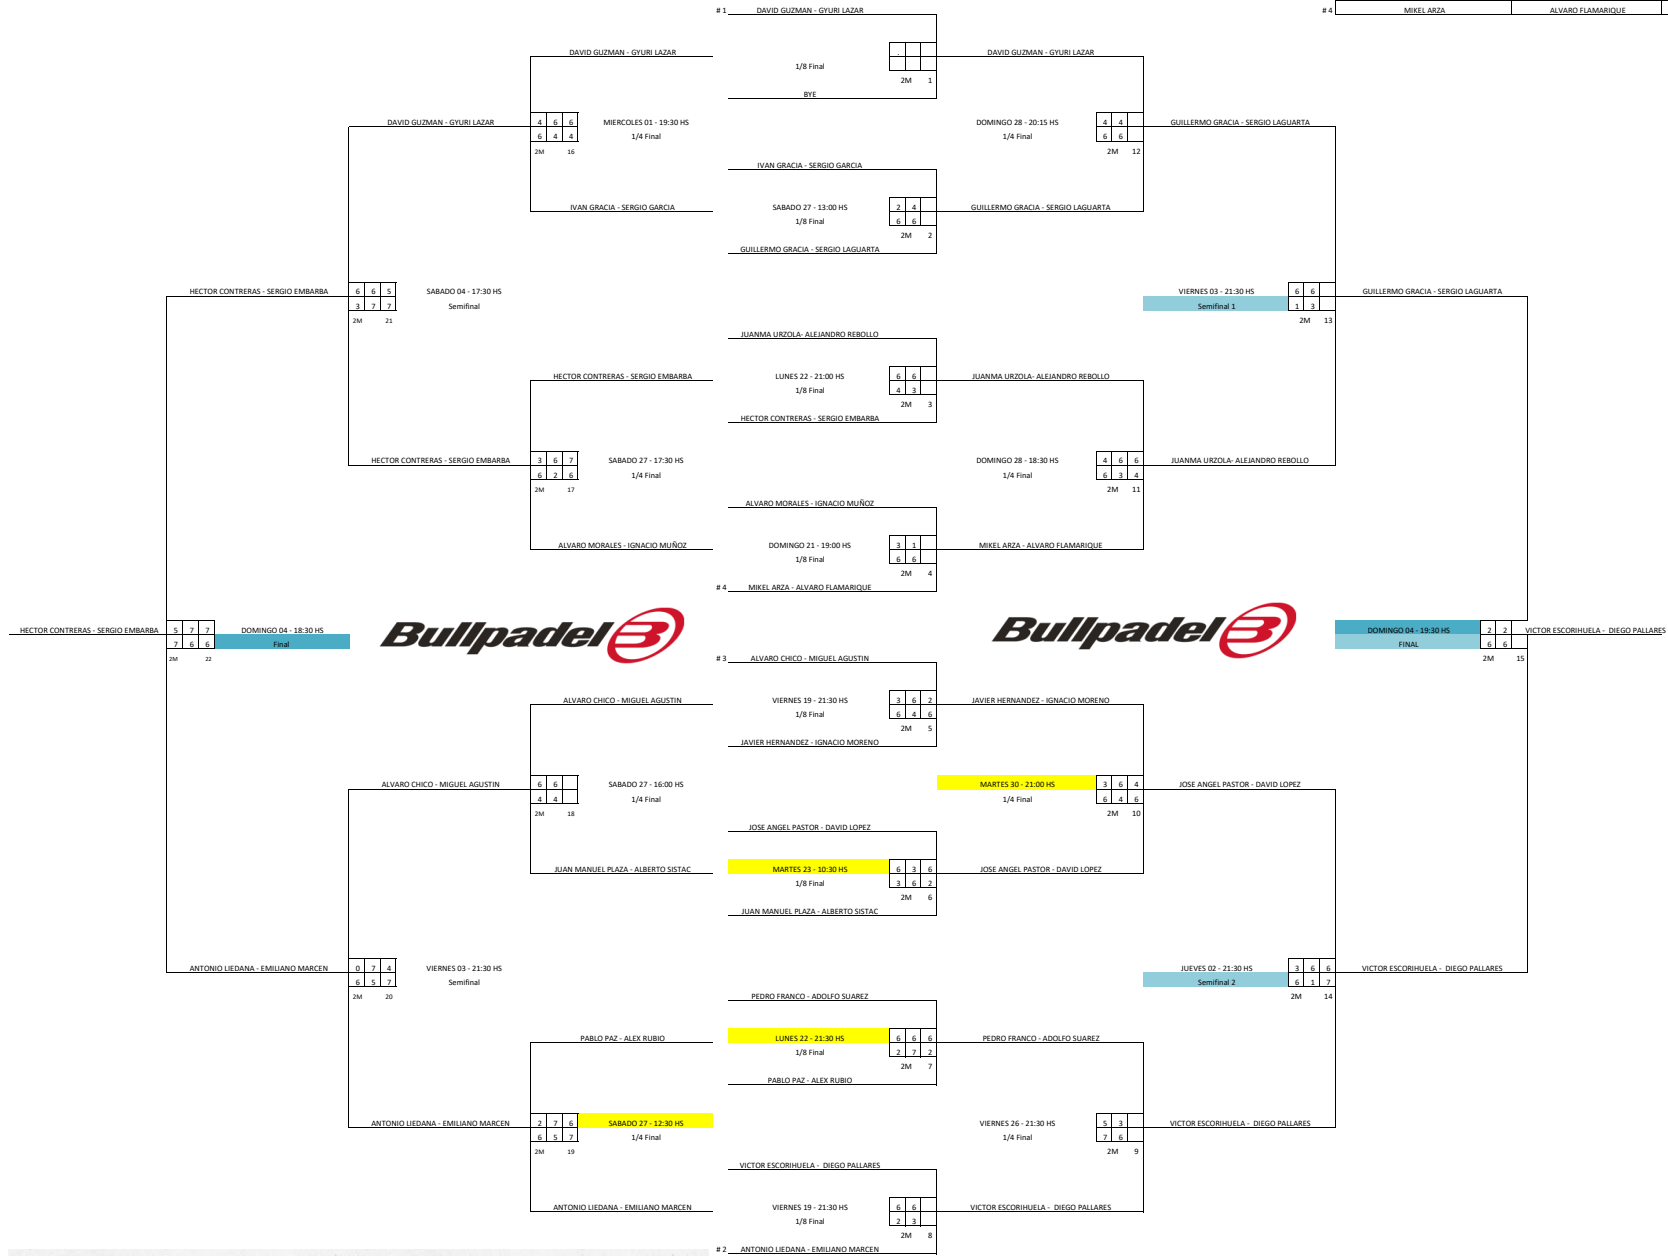 # 1 DAVID GUZMAN - GYURI LAZAR
# 4 MIKEL ARZA ALVARO FLAMARIQUE
DAVID GUZMAN - GYURI LAZAR . DAVID GUZMAN - GYURI LAZAR
1/8 Final
2M 1
BYE
DAVID GUZMAN - GYURI LAZAR 4 6 6 MIERCOLES 01 - 19:30 HS DOMINGO 28 - 20:15 HS 4 4 GUILLERMO GRACIA - SERGIO LAGUARTA
6 4 4 1/4 Final 1/4 Final 6 6
2M 16 2M 12
IVAN GRACIA - SERGIO GARCIA
IVAN GRACIA - SERGIO GARCIA SABADO 27 - 13:00 HS 2 4 GUILLERMO GRACIA - SERGIO LAGUARTA
1/8 Final 6 6
2M 2
GUILLERMO GRACIA - SERGIO LAGUARTA
HECTOR CONTRERAS - SERGIO EMBARBA 6 6 5 SABADO 04 - 17:30 HS VIERNES 03 - 21:30 HS 6 6 GUILLERMO GRACIA - SERGIO LAGUARTA
3 7 7 Semifinal Semifinal 1 1 3
2M 21 2M 13
JUANMA URZOLA- ALEJANDRO REBOLLO
HECTOR CONTRERAS - SERGIO EMBARBA LUNES 22 - 21:00 HS 6 6 JUANMA URZOLA- ALEJANDRO REBOLLO
1/8 Final 4 3
2M 3
HECTOR CONTRERAS - SERGIO EMBARBA
HECTOR CONTRERAS - SERGIO EMBARBA 3 6 7 SABADO 27 - 17:30 HS DOMINGO 28 - 18:30 HS 4 6 6 JUANMA URZOLA- ALEJANDRO REBOLLO
6 2 6 1/4 Final 1/4 Final 6 3 4
2M 17 2M 11
ALVARO MORALES - IGNACIO MUÑOZ
ALVARO MORALES - IGNACIO MUÑOZ DOMINGO 21 - 19:00 HS 3 1 MIKEL ARZA - ALVARO FLAMARIQUE
1/8 Final 6 6
2M 4
# 4 MIKEL ARZA - ALVARO FLAMARIQUE
HECTOR CONTRERAS - SERGIO EMBARBA 5 7 7 DOMINGO 04 - 18:30 HS Bullpadel Bullpadel DOMINGO 04 - 19:30 HS 2 2 VICTOR ESCORIHUELA - DIEGO PALLARES
7 6 6 Final FINAL 6 6
2M 22 2M 15
# 3 ALVARO CHICO - MIGUEL AGUSTIN
ALVARO CHICO - MIGUEL AGUSTIN VIERNES 19 - 21:30 HS 3 6 2 JAVIER HERNANDEZ - IGNACIO MORENO
1/8 Final 6 4 6
2M 5
JAVIER HERNANDEZ - IGNACIO MORENO
ALVARO CHICO - MIGUEL AGUSTIN 6 6 SABADO 27 - 16:00 HS MARTES 30 - 21:00 HS 3 6 4 JOSE ANGEL PASTOR - DAVID LOPEZ
4 4 1/4 Final 1/4 Final 6 4 6
2M 18 2M 10
JOSE ANGEL PASTOR - DAVID LOPEZ
JUAN MANUEL PLAZA - ALBERTO SISTAC MARTES 23 - 10:30 HS 6 3 6 JOSE ANGEL PASTOR - DAVID LOPEZ
1/8 Final 3 6 2
2M 6
JUAN MANUEL PLAZA - ALBERTO SISTAC
ANTONIO LIEDANA - EMILIANO MARCEN 0 7 4 VIERNES 03 - 21:30 HS JUEVES 02 - 21:30 HS 3 6 6 VICTOR ESCORIHUELA - DIEGO PALLARES
6 5 7 Semifinal Semifinal 2 6 1 7
2M 20 2M 14
PEDRO FRANCO - ADOLFO SUAREZ
PABLO PAZ - ALEX RUBIO LUNES 22 - 21:30 HS 6 6 6 PEDRO FRANCO - ADOLFO SUAREZ
1/8 Final 2 7 2
2M 7
PABLO PAZ - ALEX RUBIO
ANTONIO LIEDANA - EMILIANO MARCEN 2 7 6 SABADO 27 - 12:30 HS VIERNES 26 - 21:30 HS 5 3 VICTOR ESCORIHUELA - DIEGO PALLARES
6 5 7 1/4 Final 1/4 Final 7 6
2M 19 2M 9
VICTOR ESCORIHUELA - DIEGO PALLARES
ANTONIO LIEDANA - EMILIANO MARCEN VIERNES 19 - 21:30 HS 6 6 VICTOR ESCORIHUELA - DIEGO PALLARES
1/8 Final 2 3
2M 8
# 2 ANTONIO LIEDANA - EMILIANO MARCEN